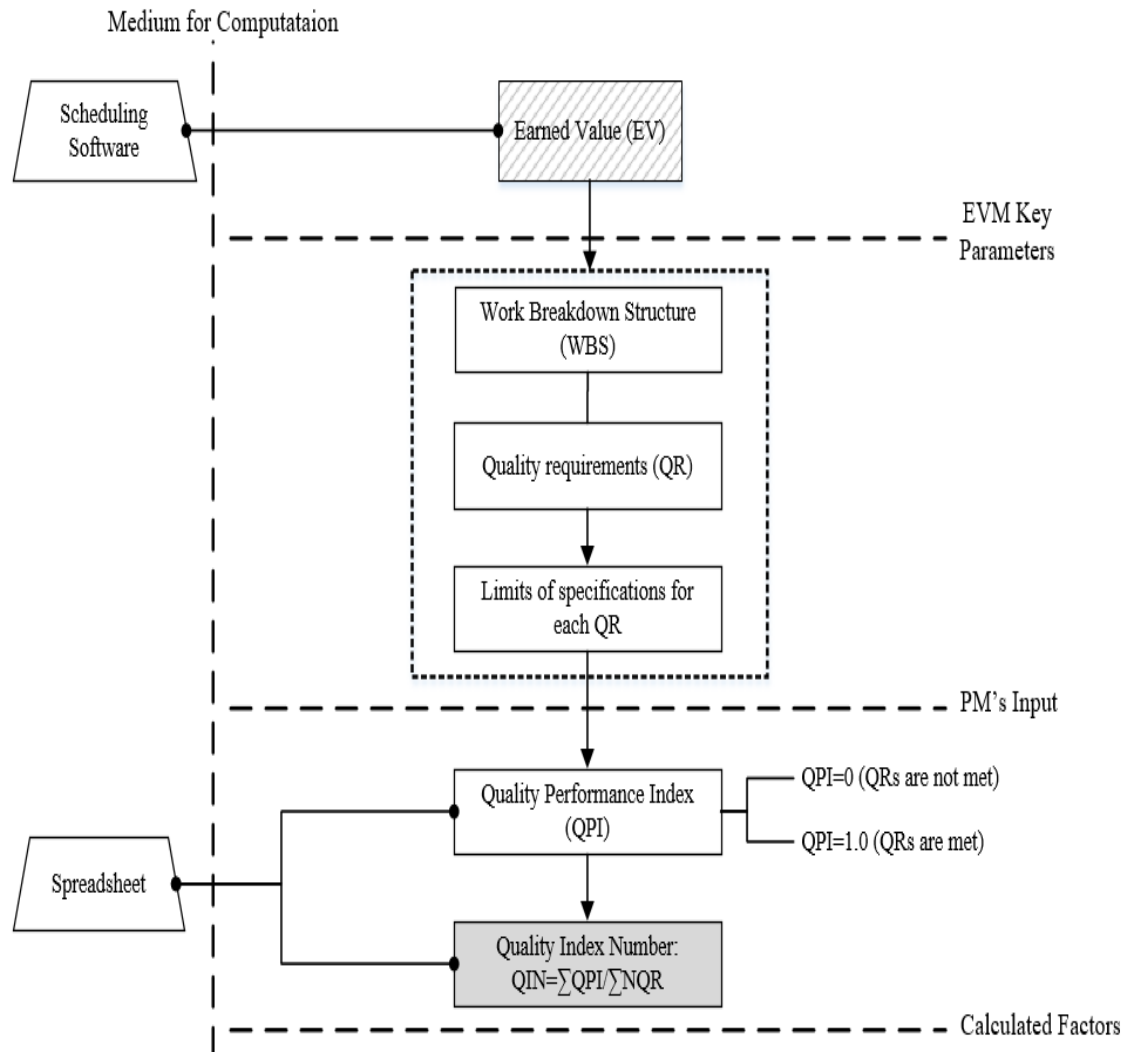 Medium for Computataion
Scheduling
Software
Earned Value (EV)
EVM Key
Parameters
Work Breakdown Structure
(WBS)
Quality requirements (QR)
Limits of specifications for
each QR
PM's Input
Quality Performance Index
(QPI)
QPI=0 (QRs are not met)
QPI=1.0 (QRs are met)
Spreadsheet
Quality Index Number:
QIN=∑QPI/∑NQR
Calculated Factors